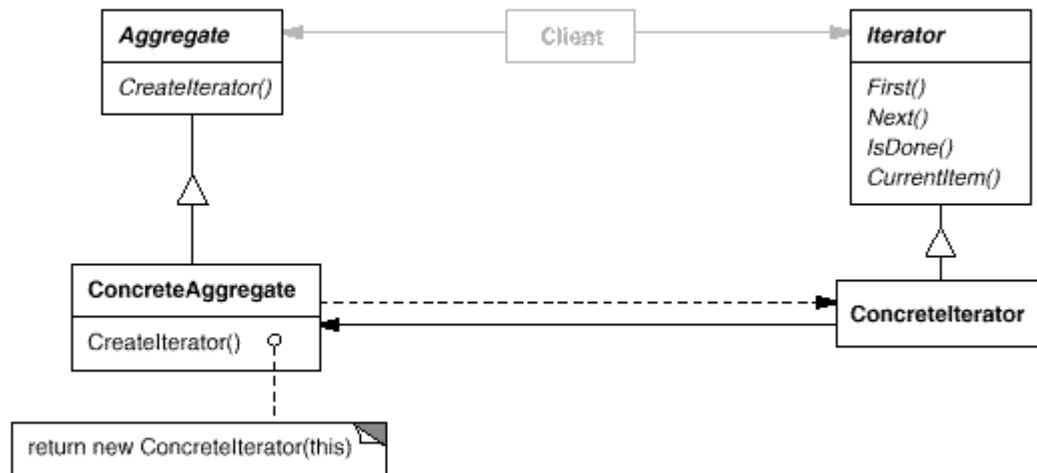 Aggregate
CreateIterator()
Client
Iterator
First()
Next()
IsDone()
CurrentItem()
ConcreteAggregate
CreateIterator()
ConcreteIterator
return new ConcreteIterator(this)